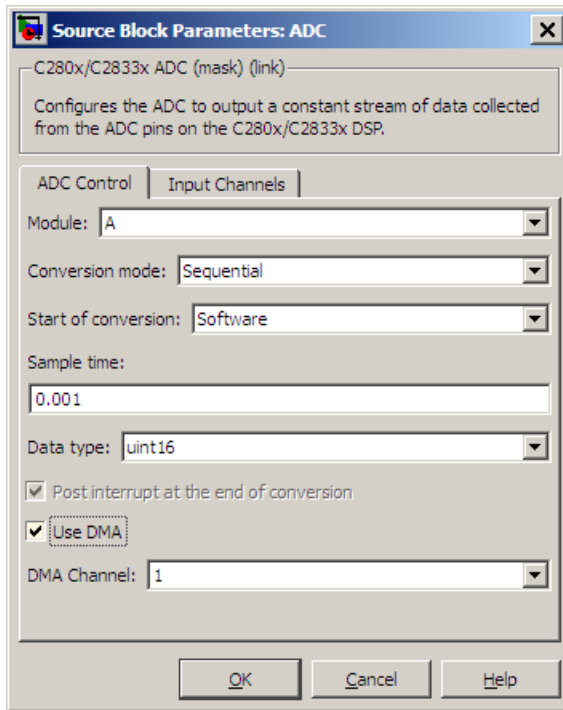 Source Block Parameters: ADC
C280x/C2833x ADC (mask) (link)
Configures the ADC to output a constant stream of data collected
from the ADC pins on the C280x/C2833x DSP.
ADC Control Input Channels
Module: A
Conversion mode: Sequential
Start of conversion: Software
Sample time:
0.001
Data type: uint16
Post interrupt at the end of conversion
Use DMA
DMA Channel: 1
OK Cancel Help